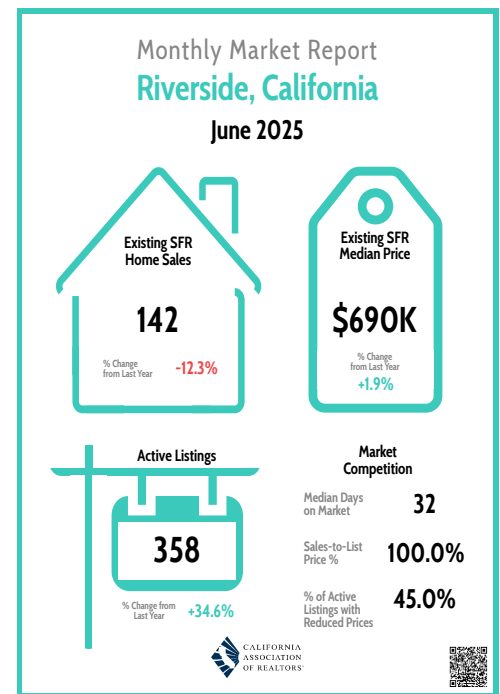 Monthly Market Report
Riverside, California
June 2025
Existing SFR
Home Sales
142
% Change
from Last Year
-12.3%
Existing SFR
Median Price
$690K
% Change
from Last Year
+1.9%
Active Listings
358
% Change from
Last Year
+34.6%
Market
Competition
Median Days
on Market
32
Sales-to-List
Price %
100.0%
% of Active
Listings with
Reduced Prices
45.0%
CALIFORNIA
ASSOCIATION
OF REALTORS®